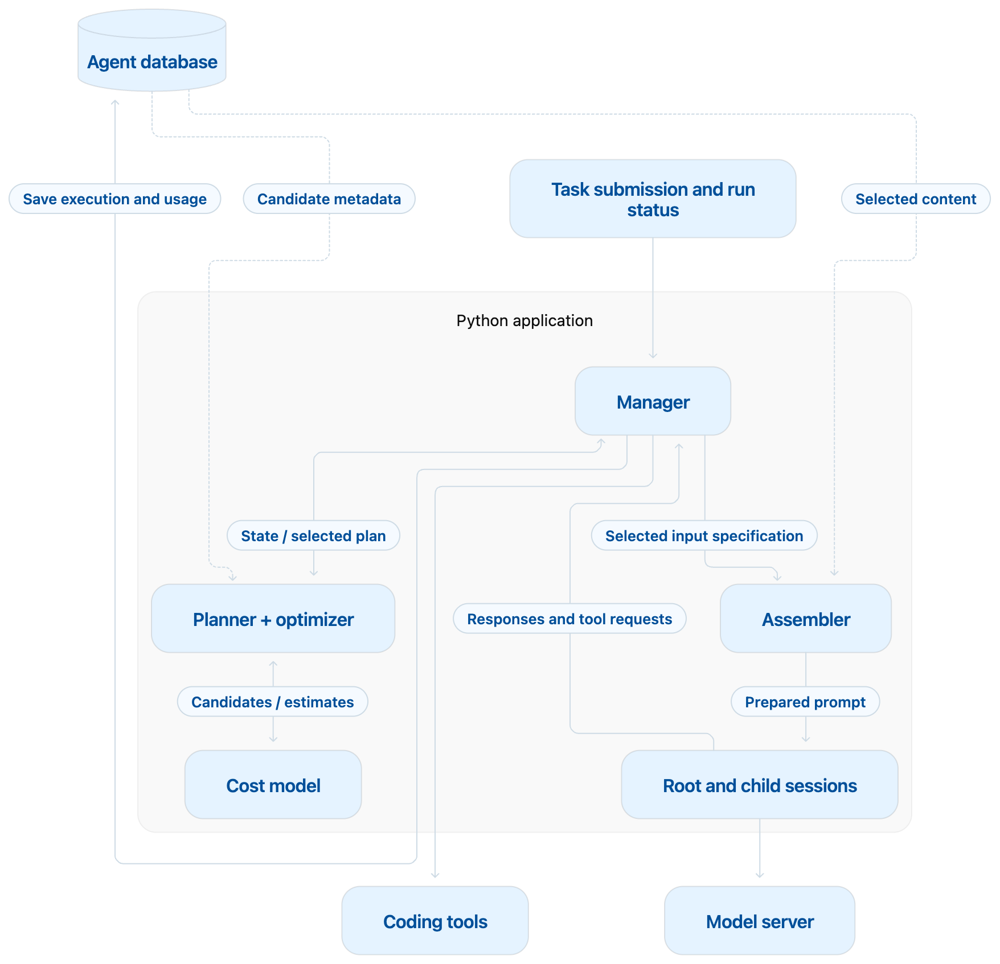 Agent database
Save execution and usage
Candidate metadata
Task submission and run
status
Selected content
Python application
Manager
State / selected plan
Selected input specification
Planner + optimizer
Responses and tool requests
Assembler
Candidates / estimates
Prepared prompt
Cost model
Root and child sessions
Coding tools
Model server